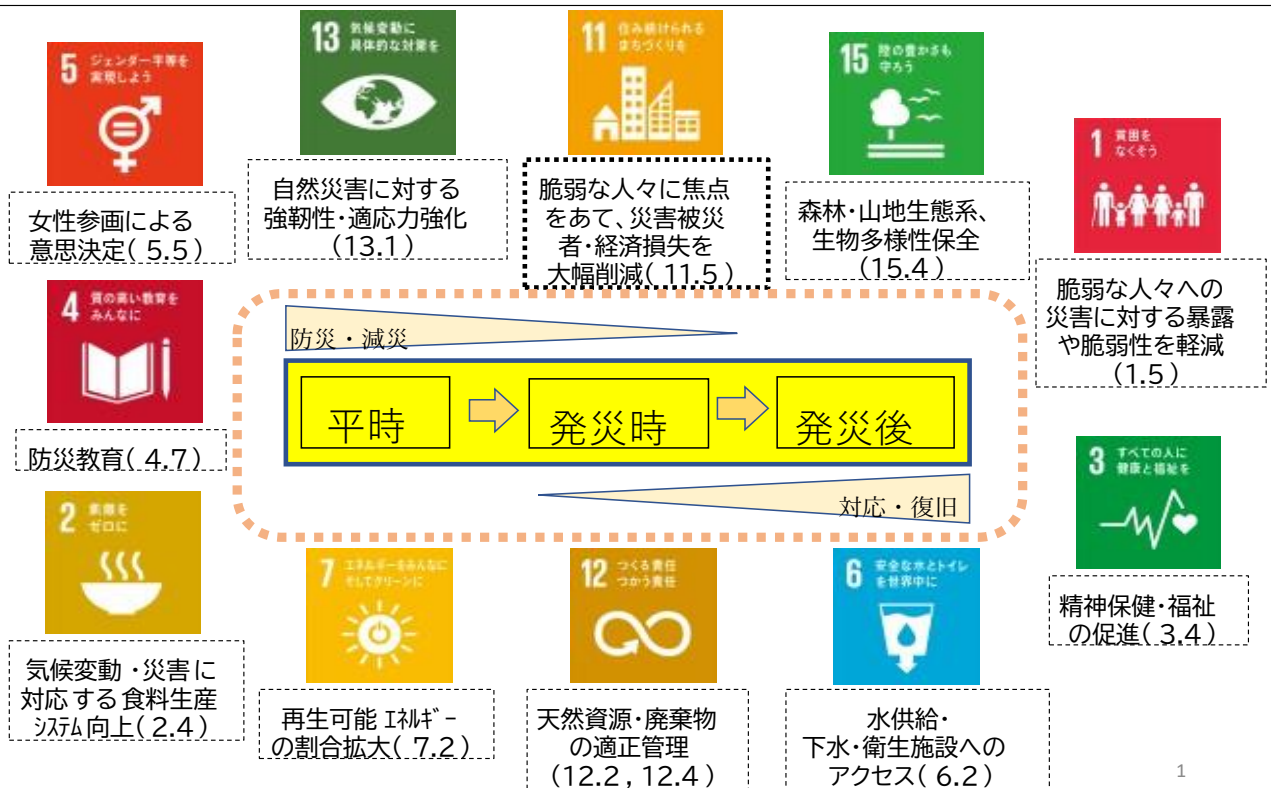 13 気候変動に
具体的な対策を
11 住み続けられる
まちづくりを
5 ジェンダー平等を
実現しよう
15 陸の豊かさも
守ろう
1 貧困を
なくそう
自然災害に対する
強靭性・適応力強化
(13.1)
脆弱な人々に焦点
をあて、災害被災
者・経済損失を
大幅削減(11.5)
女性参画による
意思決定(5.5)
森林・山地生態系、
生物多様性保全
(15.4)
4 質の高い教育を
みんなに
脆弱な人々への
災害に対する暴露
や脆弱性を軽減
(1.5)
防災・減災
平時
発災時
発災後
防災教育(4.7)
3 すべての人に
健康と福祉を
対応・復旧
2 飢餓を
ゼロに
7 エネルギーをみんなに
そしてクリーンに
12 つくる責任
つかう責任
6 安全な水とトイレ
を世界中に
精神保健・福祉
の促進(3.4)
気候変動・災害に
対応する食料生産
システム向上(2.4)
再生可能エネルギー
の割合拡大(7.2)
天然資源・廃棄物
の適正管理
(12.2,12.4)
水供給・
下水・衛生施設への
アクセス(6.2)
1